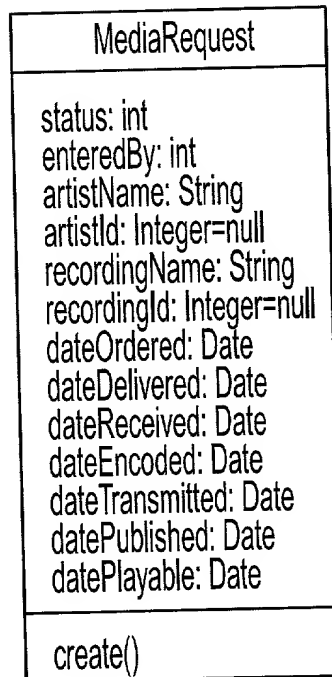 MediaRequest
status: int
enteredBy: int
artistName: String
artistId: Integer=null
recordingName: String
recordingId: Integer=null
dateOrdered: Date
dateDelivered: Date
dateReceived: Date
dateEncoded: Date
dateTransmitted: Date
datePublished: Date
datePlayable: Date
create()